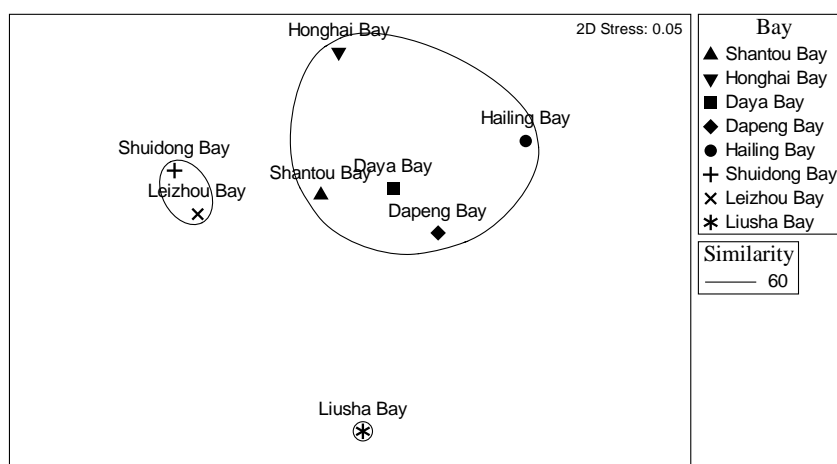 Honghai Bay
2D Stress: 0.05
Hailing Bay
Shuidong Bay
Leizhou Bay
Shantou Bay
Daya Bay
Dapeng Bay
Liusha Bay
Bay
Shantou Bay
Honghai Bay
Daya Bay
Dapeng Bay
Hailing Bay
Shuidong Bay
Leizhou Bay
Liusha Bay
Similarity
60